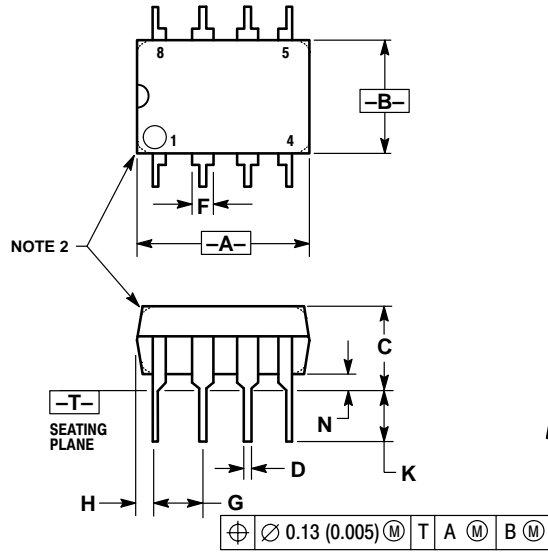 8 5
–B–
1 4
F
NOTE 2
–A–
C
–T–
N
SEATING
PLANE
D
K
H G
⌖ ∅ 0.13 (0.005) Ⓜ T A Ⓜ B Ⓜ